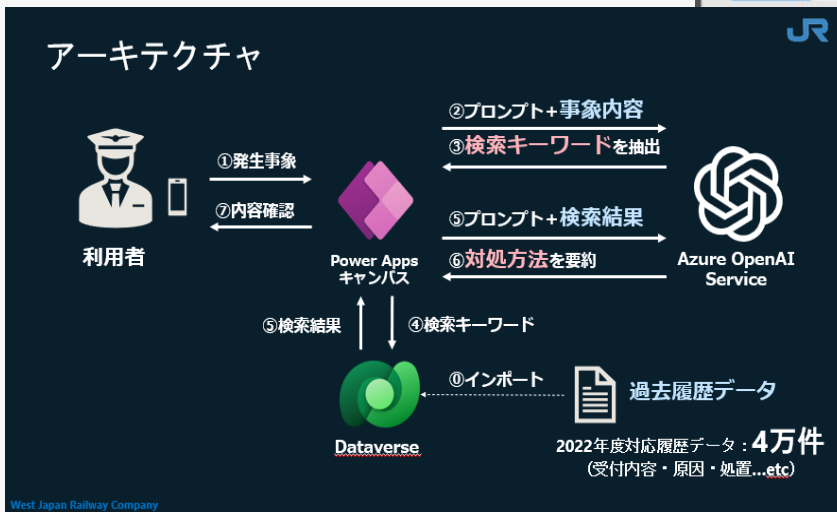 JR
アーキテクチャ
②プロンプト+事象内容
③検索キーワードを抽出
①発生事象
⑦内容確認
⑤プロンプト+検索結果
⑥対処方法を要約
利用者
Power Apps
キャンバス
Azure OpenAI
Service
⑤検索結果
④検索キーワード
⓪インポート
過去履歴データ
Dataverse
2022年度対応履歴データ:4万件
(受付内容・原因・処置...etc)
West Japan Railway Company